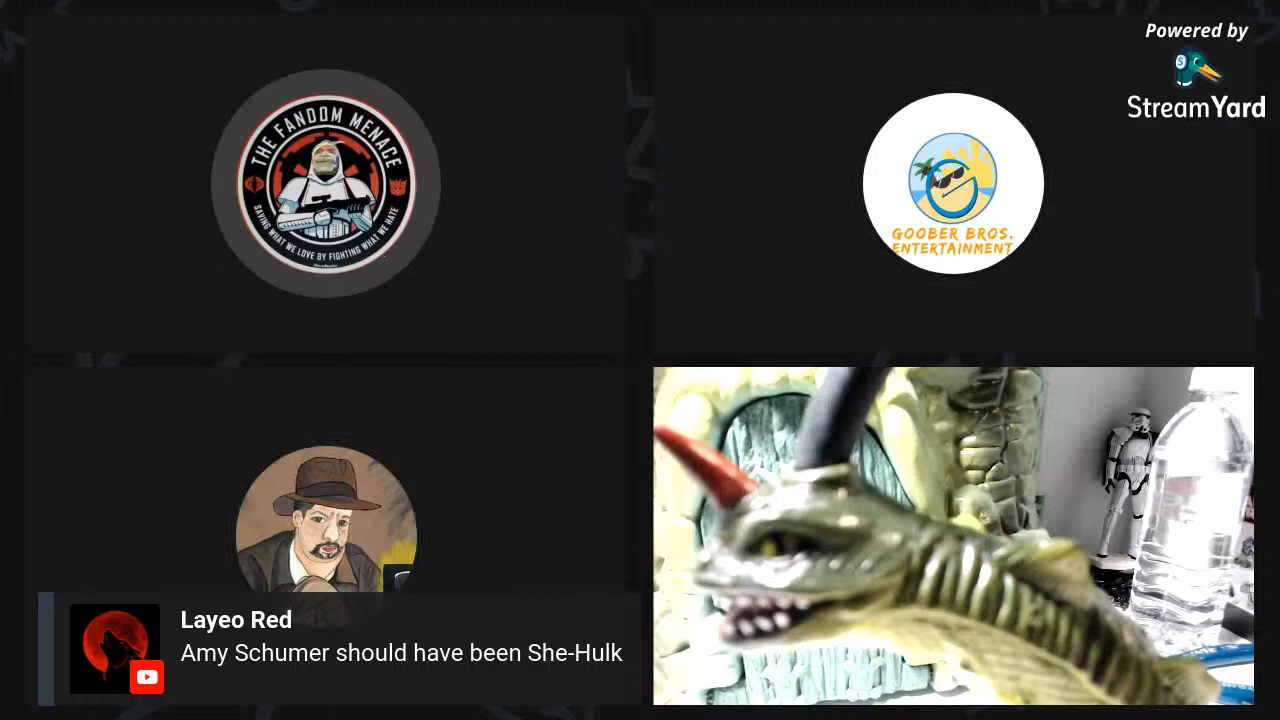 Powered by
StreamYard
THE FANDOM MENACE
SAVING WHAT WE LOVE BY FIGHTING WHAT WE HATE
GOOBER BROS.
ENTERTAINMENT
Layeo Red
Amy Schumer should have been She-Hulk